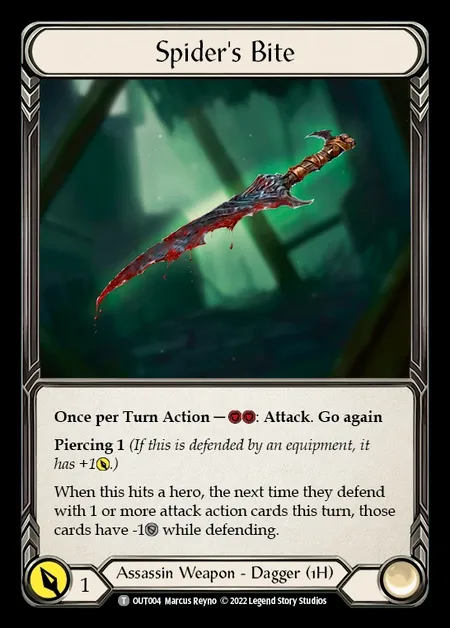 Spider's Bite
Once per Turn Action — : Attack. Go again
Piercing 1 (If this is defended by an equipment, it
has +1.)
When this hits a hero, the next time they defend
with 1 or more attack action cards this turn, those
cards have -1 while defending.
1
Assassin Weapon - Dagger (1H)
T OUT004 Marcus Reyno © 2022 Legend Story Studios